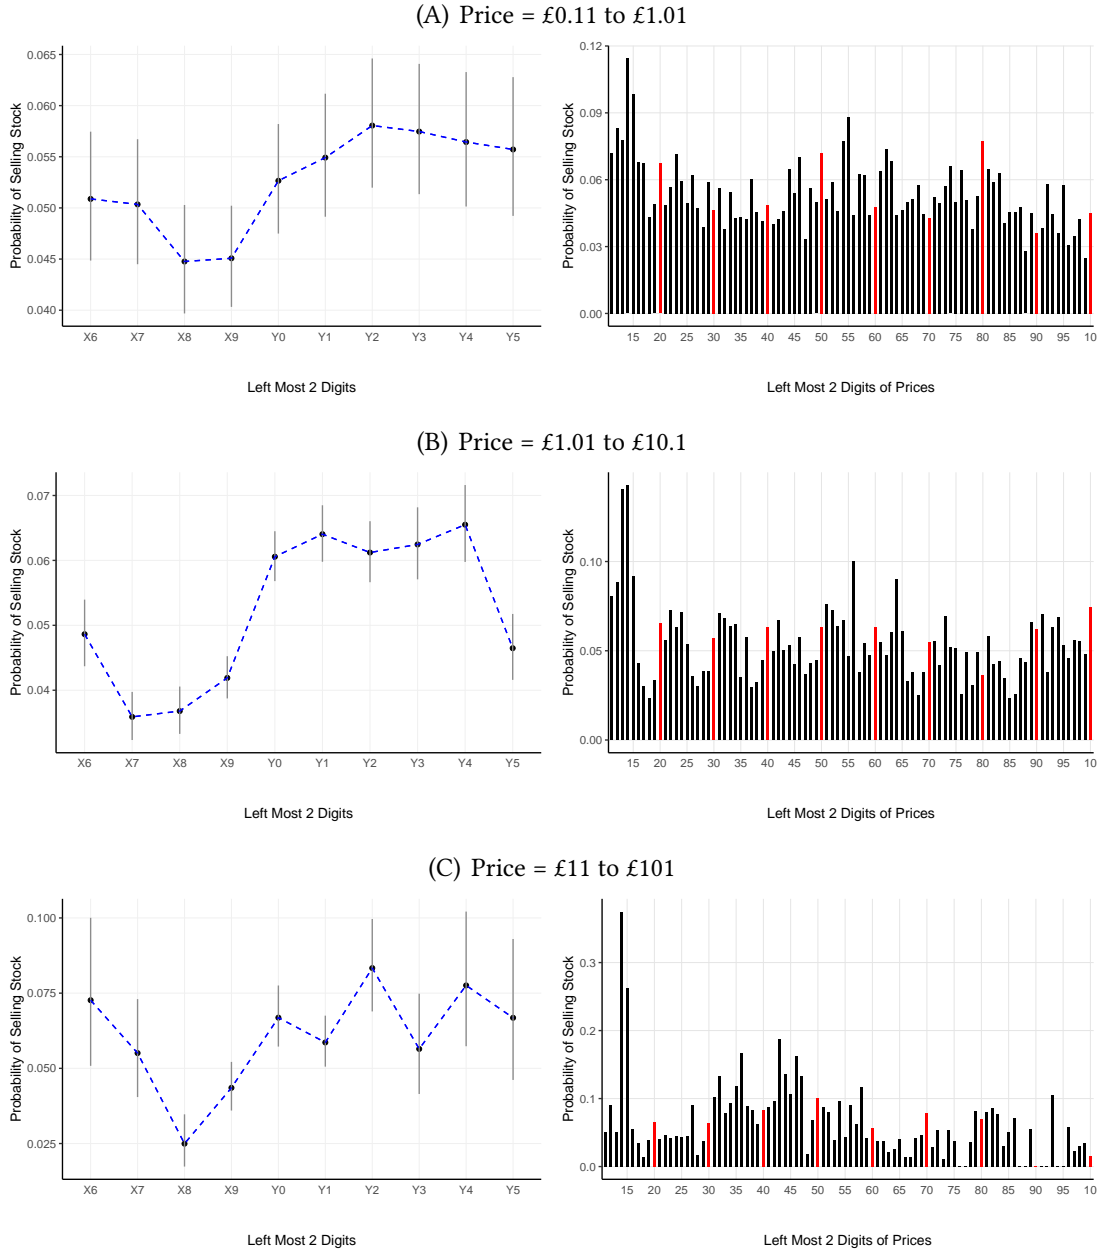 (A) Price = £0.11 to £1.01
Probability of Selling Stock
0.065
0.060
0.055
0.050
0.045
0.040
X6 X7 X8 X9 Y0 Y1 Y2 Y3 Y4 Y5
Left Most 2 Digits
Probability of Selling Stock
0.12
0.09
0.06
0.03
0.00
15 20 25 30 35 40 45 50 55 60 65 70 75 80 85 90 95 10
Left Most 2 Digits of Prices
(B) Price = £1.01 to £10.1
Probability of Selling Stock
0.07
0.06
0.05
0.04
X6 X7 X8 X9 Y0 Y1 Y2 Y3 Y4 Y5
Left Most 2 Digits
Probability of Selling Stock
0.10
0.05
0.00
15 20 25 30 35 40 45 50 55 60 65 70 75 80 85 90 95 10
Left Most 2 Digits of Prices
(C) Price = £11 to £101
Probability of Selling Stock
0.100
0.075
0.050
0.025
X6 X7 X8 X9 Y0 Y1 Y2 Y3 Y4 Y5
Left Most 2 Digits
Probability of Selling Stock
0.3
0.2
0.1
0.0
15 20 25 30 35 40 45 50 55 60 65 70 75 80 85 90 95 10
Left Most 2 Digits of Prices